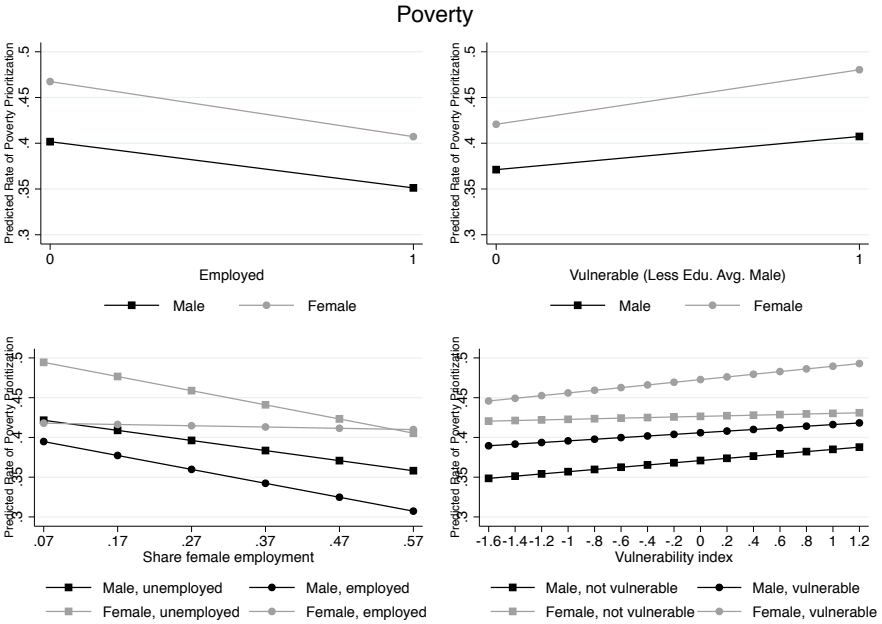 Poverty
Predicted Rate of Poverty Prioritization
.5
.45
.4
.35
.3
0 1
Employed
Male Female
Predicted Rate of Poverty Prioritization
.5
.45
.4
.35
.3
0 1
Vulnerable (Less Edu. Avg. Male)
Male Female
Predicted Rate of Poverty Prioritization
.5
.45
.4
.35
.3
.07 .17 .27 .37 .47 .57
Share female employment
Male, unemployed Male, employed
Female, unemployed Female, employed
Predicted Rate of Poverty Prioritization
.5
.45
.4
.35
.3
-1.6 -1.4 -1.2 -1 -.8 -.6 -.4 -.2 0 .2 .4 .6 .8 1 1.2
Vulnerability index
Male, not vulnerable Male, vulnerable
Female, not vulnerable Female, vulnerable